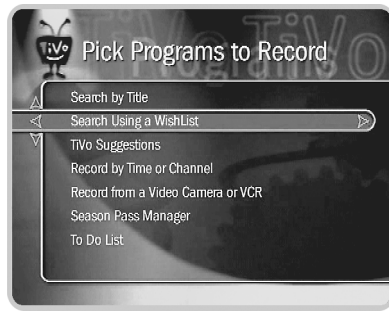 TiVo
Pick Programs to Record
Search by Title
Search Using a WishList
TiVo Suggestions
Record by Time or Channel
Record from a Video Camera or VCR
Season Pass Manager
To Do List